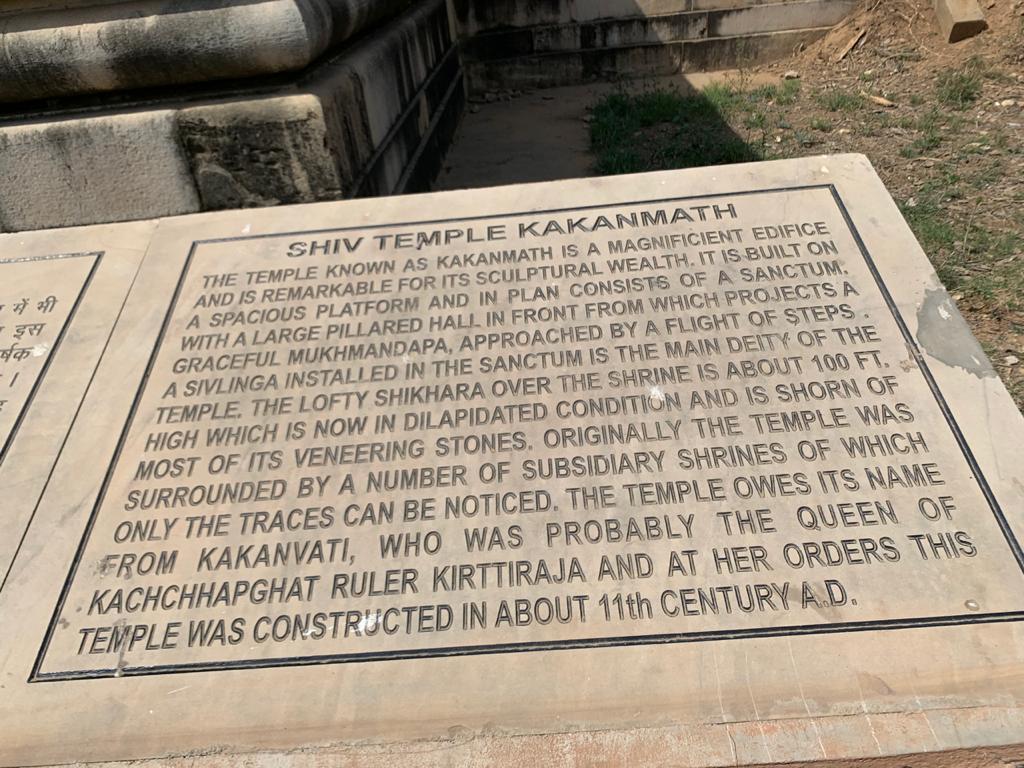 SHIV TEMPLE KAKANMATH
THE TEMPLE KNOWN AS KAKANMATH IS A MAGNIFICIENT EDIFICE
AND IS REMARKABLE FOR ITS SCULPTURAL WEALTH. IT IS BUILT ON
A SPACIOUS PLATFORM AND IN PLAN CONSISTS OF A SANCTUM.
WITH A LARGE PILLARED HALL IN FRONT FROM WHICH PROJECTS A
GRACEFUL MUKHMANDAPA, APPROACHED BY A FLIGHT OF STEPS .
A SIVLINGA INSTALLED IN THE SANCTUM IS THE MAIN DEITY OF THE
TEMPLE. THE LOFTY SHIKHARA OVER THE SHRINE IS ABOUT 100 FT.
HIGH WHICH IS NOW IN DILAPIDATED CONDITION AND IS SHORN OF
MOST OF ITS VENEERING STONES. ORIGINALLY THE TEMPLE WAS
SURROUNDED BY A NUMBER OF SUBSIDIARY SHRINES OF WHICH
ONLY THE TRACES CAN BE NOTICED. THE TEMPLE OWES ITS NAME
FROM KAKANVATI, WHO WAS PROBABLY THE QUEEN OF
KACHCHHAPGHAT RULER KIRTTIRAJA AND AT HER ORDERS THIS
TEMPLE WAS CONSTRUCTED IN ABOUT 11th CENTURY A.D.
में भी
इस